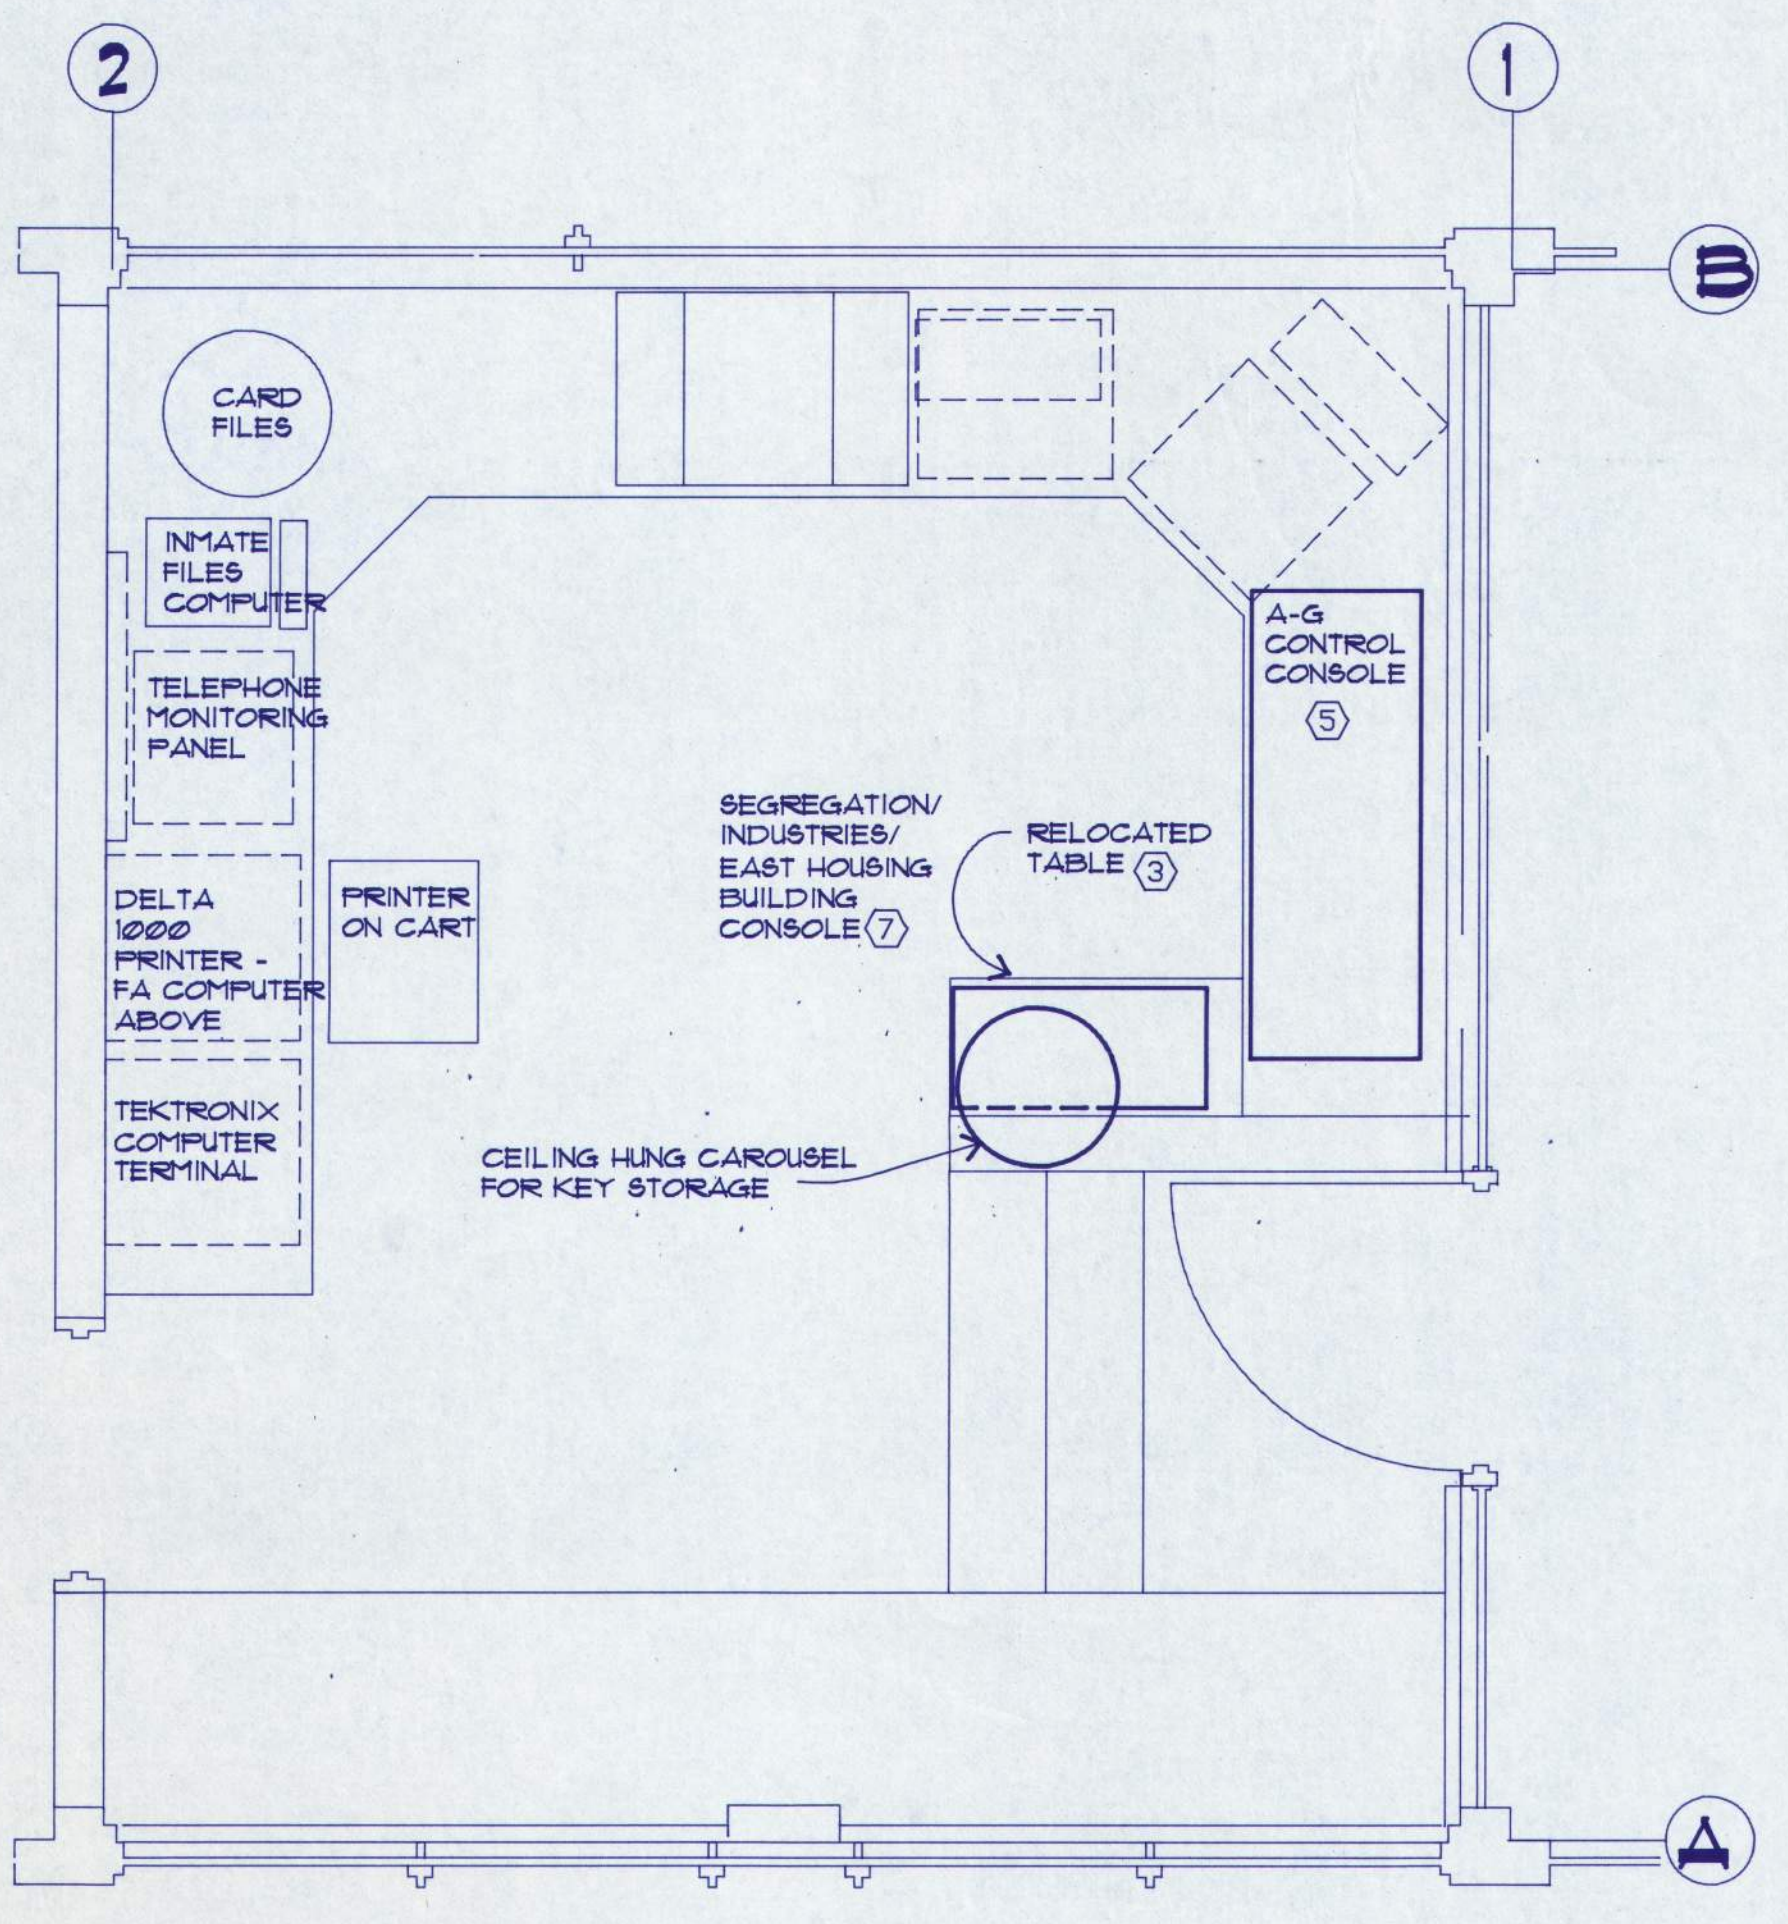 2
1
B
CARD
FILES
INMATE
FILES
COMPUTER
A-G
CONTROL
CONSOLE
5
TELEPHONE
MONITORING
PANEL
SEGREGATION/
INDUSTRIES/
EAST HOUSING
BUILDING
CONSOLE 7
RELOCATED
TABLE 3
DELTA
1000
PRINTER -
FA COMPUTER
ABOVE
PRINTER
ON CART
TEKTRONIX
COMPUTER
TERMINAL
CEILING HUNG CAROUSEL
FOR KEY STORAGE
A